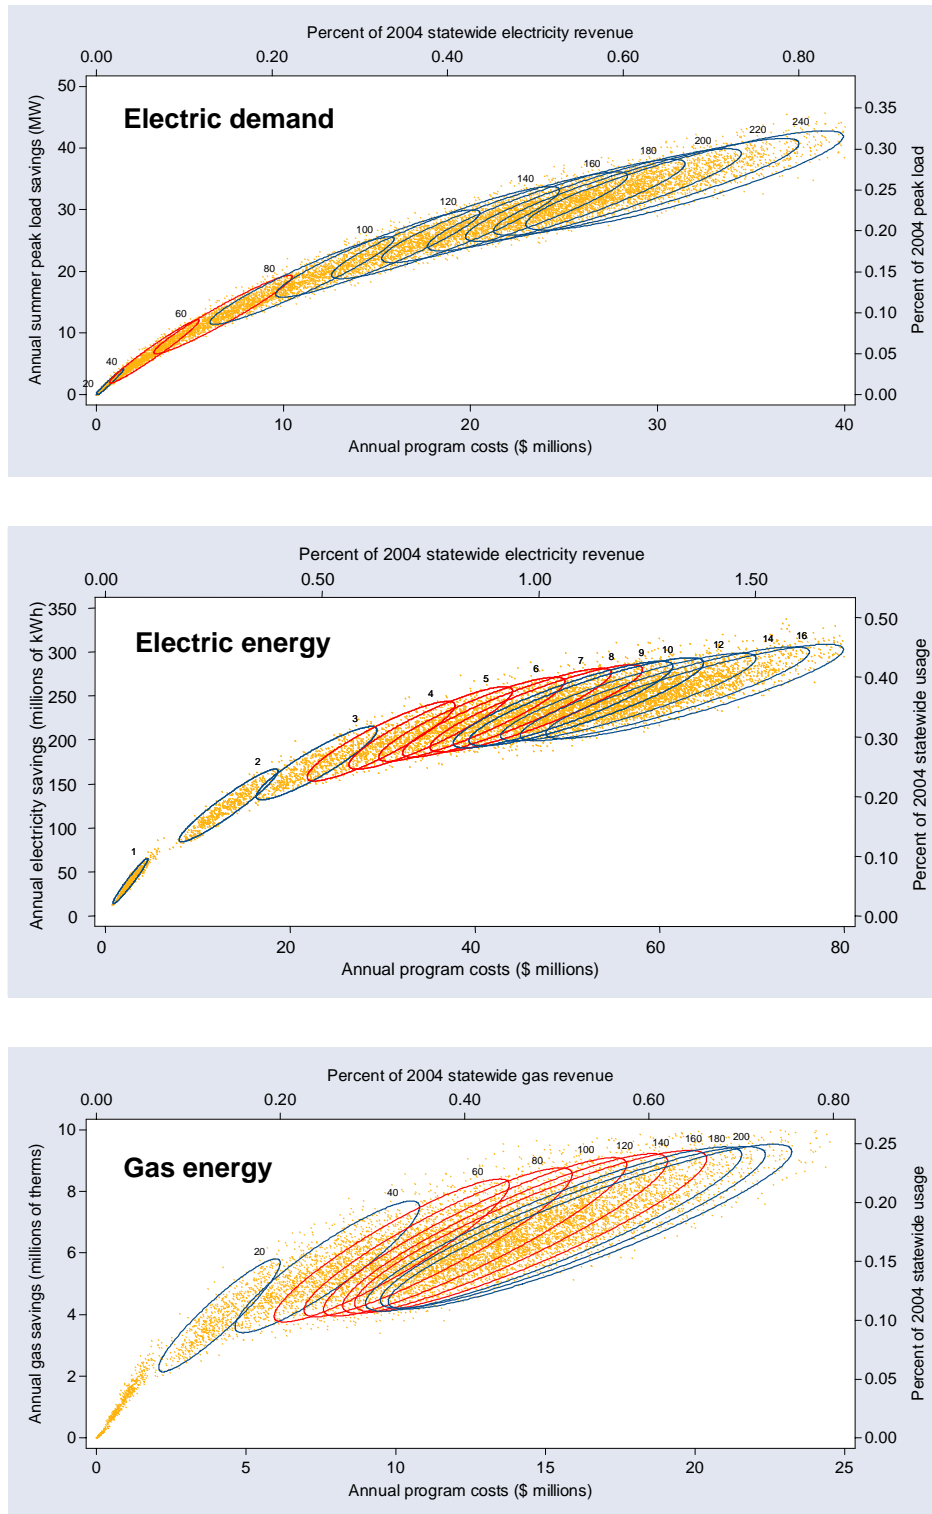 Percent of 2004 statewide electricity revenue
0.00 0.20 0.40 0.60 0.80
Electric demand
Annual summer peak load savings (MW)
50
40
30
20
10
0
20 40 60 80 100 120 140 160 180 200 220 240
0.35
0.30
0.25
0.20
0.15
0.10
0.05
0.00
Percent of 2004 peak load
0 10 20 30 40
Annual program costs ($ millions)
Percent of 2004 statewide electricity revenue
0.00 0.50 1.00 1.50
Electric energy
Annual electricity savings (millions of kWh)
350
300
250
200
150
100
50
0
1 2 3 4 5 6 7 8 9 10 12 14 16
0.50
0.40
0.30
0.20
0.10
0.00
Percent of 2004 statewide usage
0 20 40 60 80
Annual program costs ($ millions)
Percent of 2004 statewide gas revenue
0.00 0.20 0.40 0.60 0.80
Gas energy
Annual gas savings (millions of therms)
10
8
6
4
2
0
20 40 60 80 100 120 140 160 180 200
0.25
0.20
0.15
0.10
0.05
0.00
Percent of 2004 statewide usage
0 5 10 15 20 25
Annual program costs ($ millions)